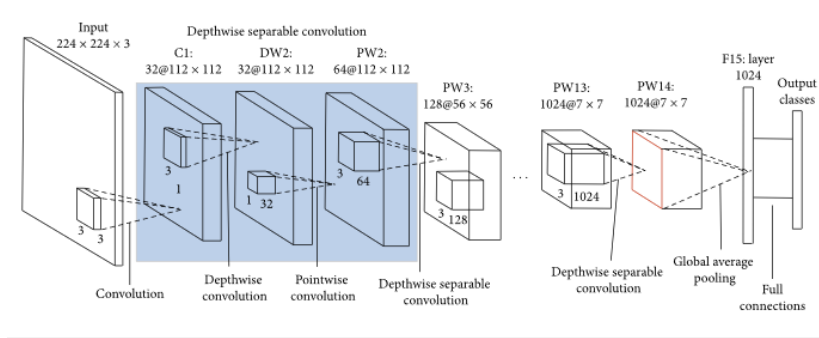 Depthwise separable convolution
Input
224 × 224 × 3
C1:
32@112 × 112
DW2:
32@112 × 112
PW2:
64@112 × 112
PW3:
128@56 × 56
PW13:
1024@7 × 7
PW14:
1024@7 × 7
F15: layer
1024
Output
classes
3
3
3
1
1
32
3
64
3
128
...
3
1024
Convolution
Depthwise
convolution
Pointwise
convolution
Depthwise separable
convolution
Depthwise separable
convolution
Global average
pooling
Full
connections